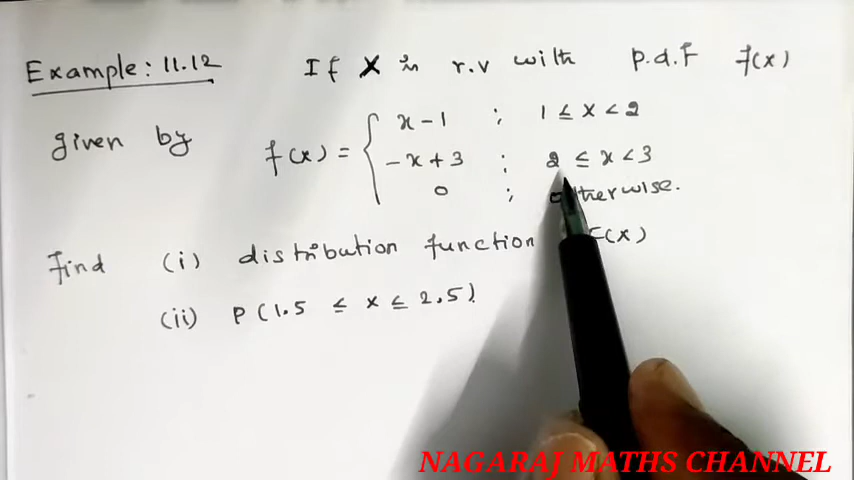 Example: 11.12 If X is r.v with p.d.f f(x)
given by f(x) = { x - 1 ; 1 ≤ x < 2
-x + 3 ; 2 ≤ x < 3
0 ; otherwise.
Find (i) distribution function F(x)
(ii) P(1.5 ≤ x ≤ 2.5)
NAGARAJ MATHS CHANNEL